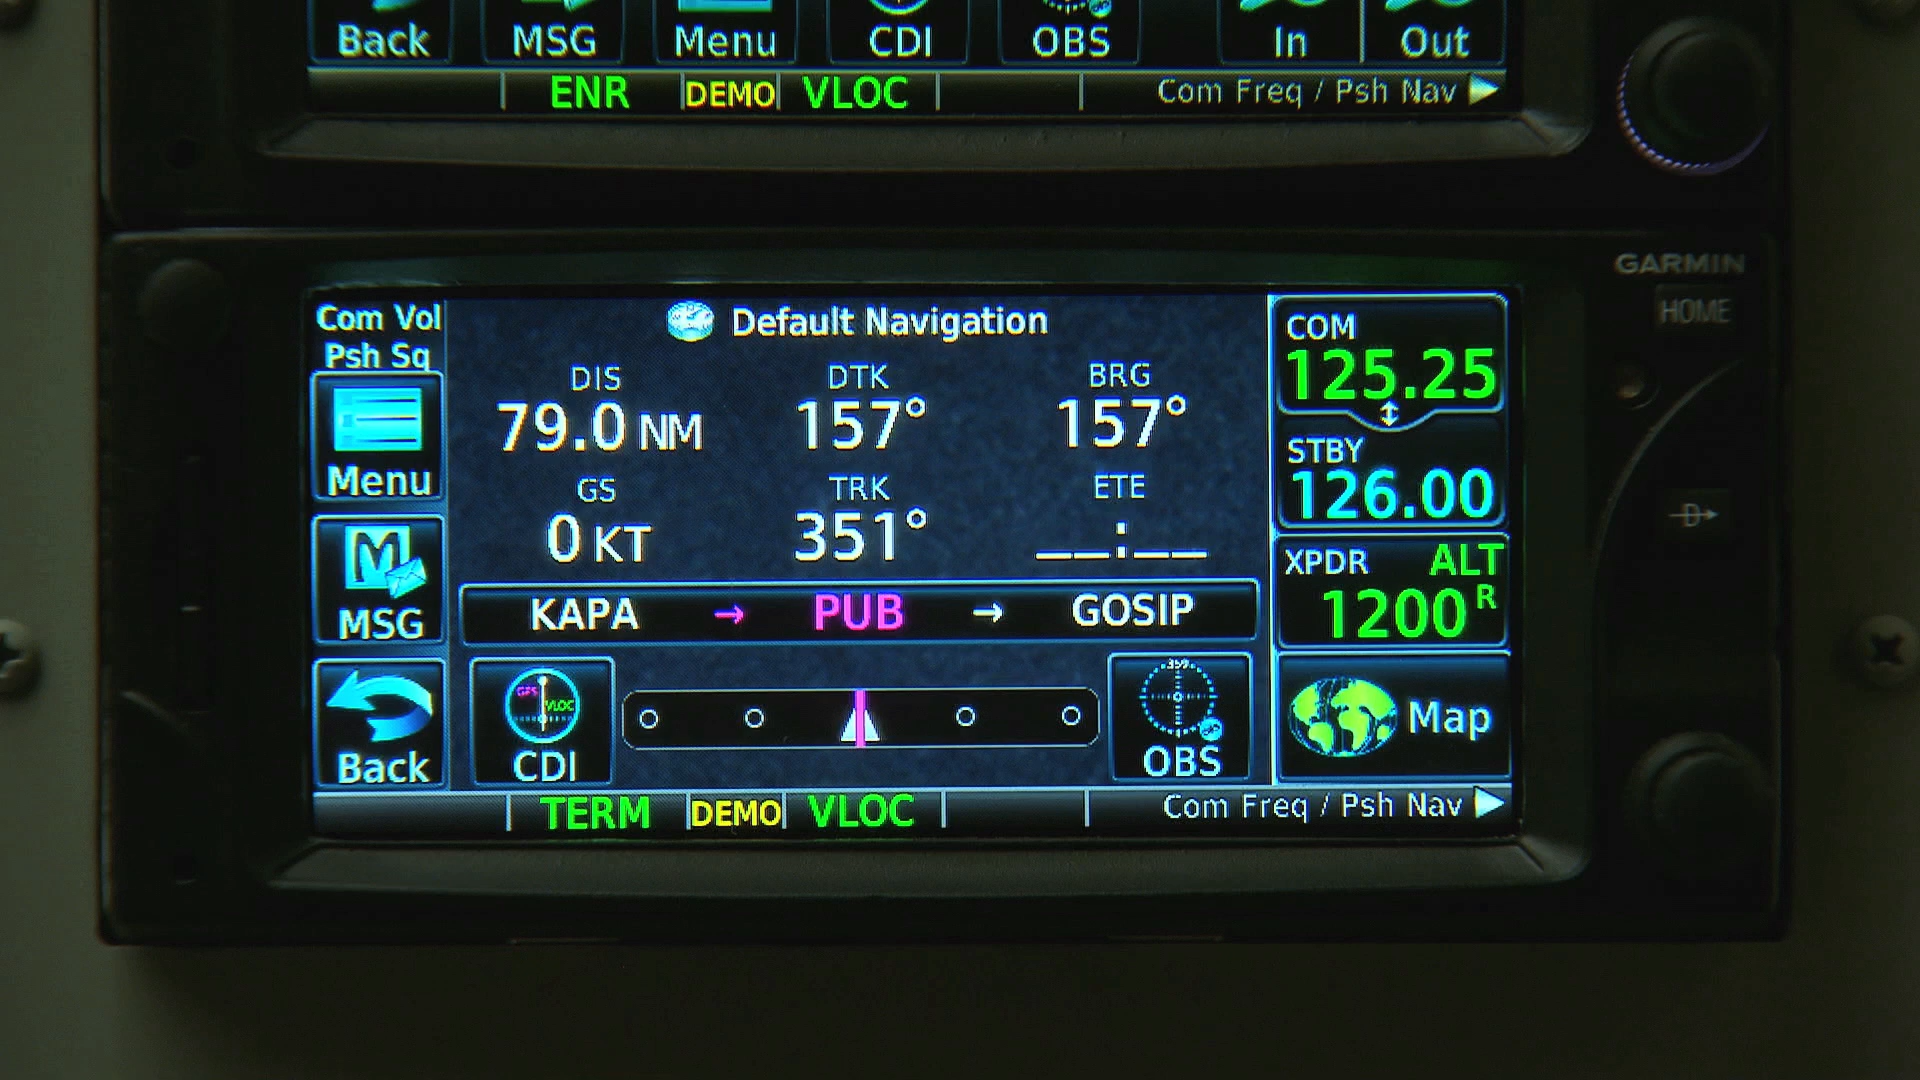 Back MSG Menu CDI OBS In Out
ENR DEMO VLOC Com Freq / Psh Nav
GARMIN
HOME
Com Vol
Psh Sq
Default Navigation
COM
125.25
DIS DTK BRG
79.0 NM 157° 157°
Menu
STBY
126.00
GS TRK ETE
0 KT 351° __:__
XPDR ALT
1200 R
MSG
KAPA → PUB → GOSIP
GPS
VLOC
359
Map
Back CDI OBS
TERM DEMO VLOC Com Freq / Psh Nav
D